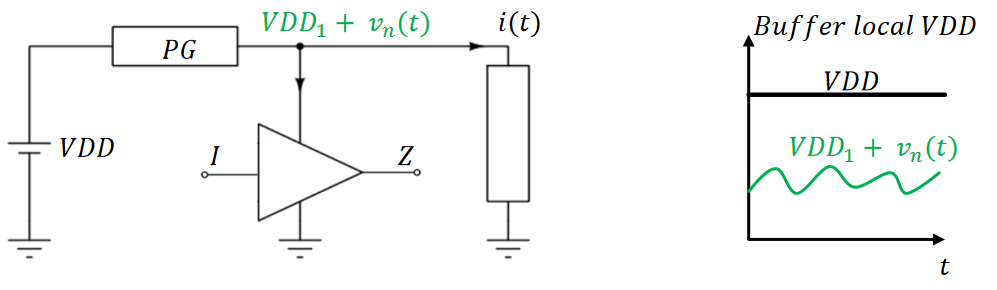 VDD₁ + vₙ(t)
i(t)
PG
VDD
I
Z
Buffer local VDD
VDD
VDD₁ + vₙ(t)
t